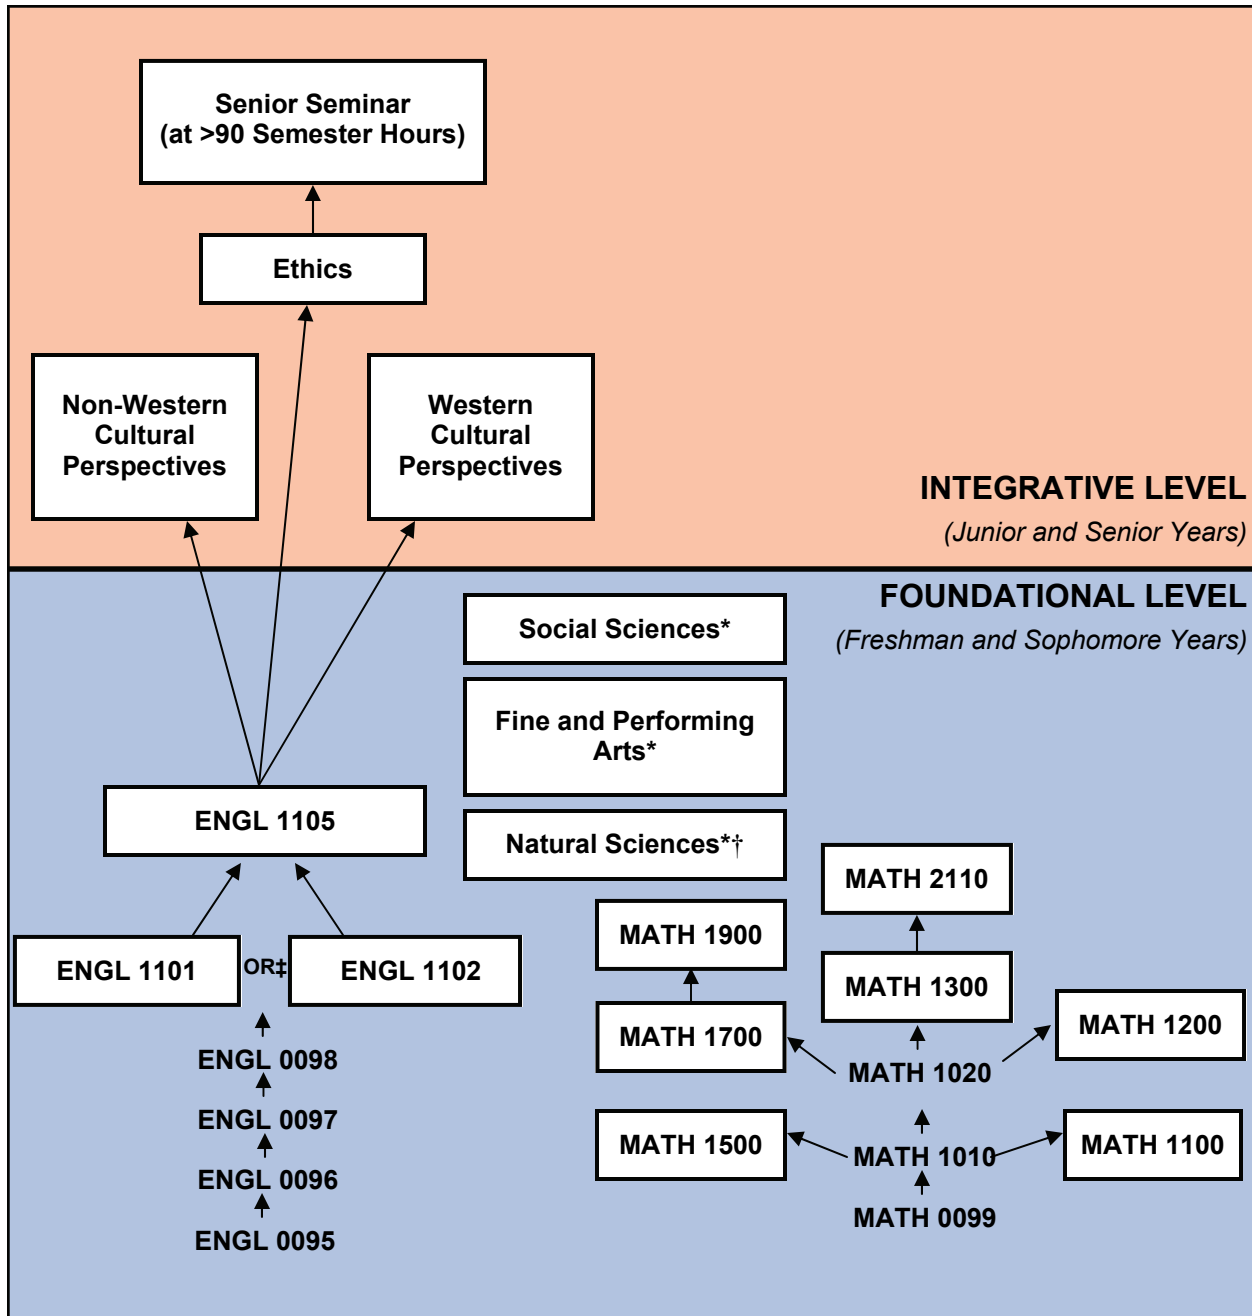 Senior Seminar
(at >90 Semester Hours)
Ethics
Non-Western
Cultural
Perspectives
Western
Cultural
Perspectives
INTEGRATIVE LEVEL
(Junior and Senior Years)
FOUNDATIONAL LEVEL
(Freshman and Sophomore Years)
Social Sciences*
Fine and Performing
Arts*
Natural Sciences*†
ENGL 1105
ENGL 1101
OR‡
ENGL 1102
ENGL 0098
ENGL 0097
ENGL 0096
ENGL 0095
MATH 2110
MATH 1900
MATH 1300
MATH 1700
MATH 1200
MATH 1020
MATH 1500
MATH 1010
MATH 1100
MATH 0099